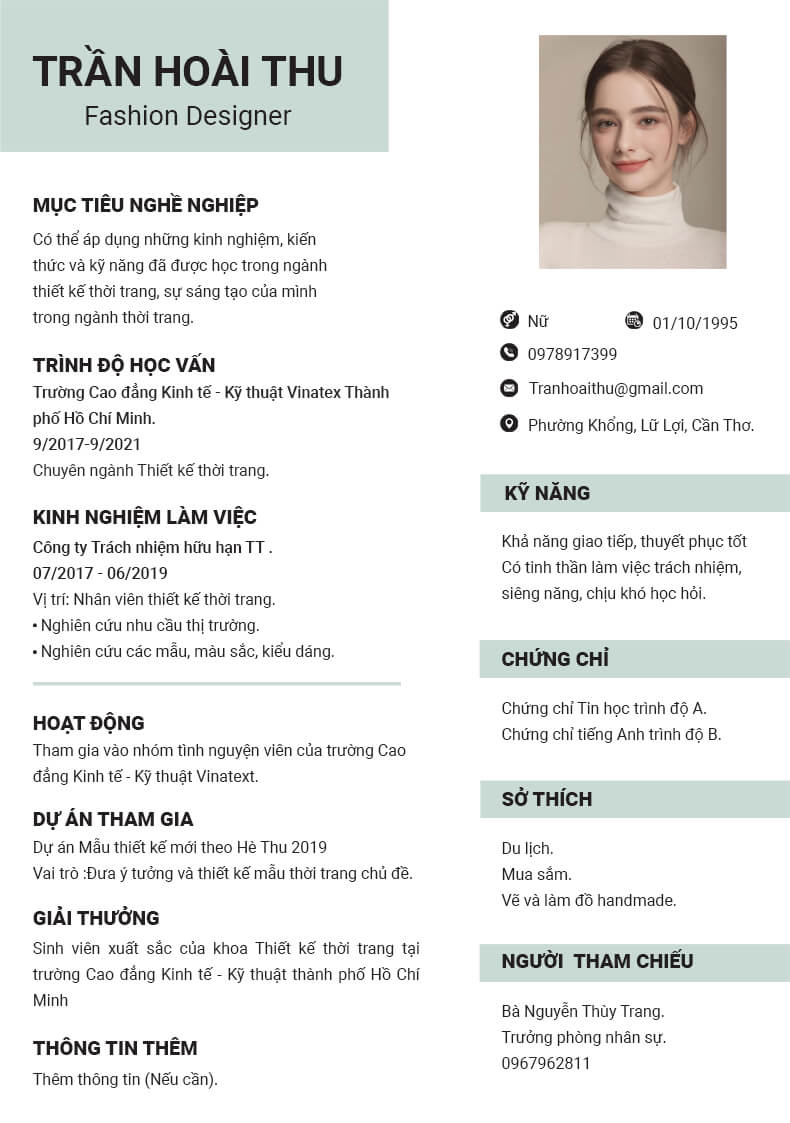 TRẦN HOÀI THU
Fashion Designer
MỤC TIÊU NGHỀ NGHIỆP
Có thể áp dụng những kinh nghiệm, kiến
thức và kỹ năng đã được học trong ngành
thiết kế thời trang, sự sáng tạo của mình
trong ngành thời trang.
TRÌNH ĐỘ HỌC VẤN
Trường Cao đẳng Kinh tế - Kỹ thuật Vinatex Thành
phố Hồ Chí Minh.
9/2017-9/2021
Chuyên ngành Thiết kế thời trang.
KINH NGHIỆM LÀM VIỆC
Công ty Trách nhiệm hữu hạn TT .
07/2017 - 06/2019
Vị trí: Nhân viên thiết kế thời trang.
• Nghiên cứu nhu cầu thị trường.
• Nghiên cứu các mẫu, màu sắc, kiểu dáng.
HOẠT ĐỘNG
Tham gia vào nhóm tình nguyện viên của trường Cao
đẳng Kinh tế - Kỹ thuật Vinatext.
DỰ ÁN THAM GIA
Dự án Mẫu thiết kế mới theo Hè Thu 2019
Vai trò :Đưa ý tưởng và thiết kế mẫu thời trang chủ đề.
GIẢI THƯỞNG
Sinh viên xuất sắc của khoa Thiết kế thời trang tại
trường Cao đẳng Kinh tế - Kỹ thuật thành phố Hồ Chí
Minh
THÔNG TIN THÊM
Thêm thông tin (Nếu cần).
Nữ
01/10/1995
0978917399
Tranhoaithu@gmail.com
Phường Khổng, Lữ Lợi, Cần Thơ.
KỸ NĂNG
Khả năng giao tiếp, thuyết phục tốt
Có tinh thần làm việc trách nhiệm,
siêng năng, chịu khó học hỏi.
CHỨNG CHỈ
Chứng chỉ Tin học trình độ A.
Chứng chỉ tiếng Anh trình độ B.
SỞ THÍCH
Du lịch.
Mua sắm.
Vẽ và làm đồ handmade.
NGƯỜI THAM CHIẾU
Bà Nguyễn Thùy Trang.
Trưởng phòng nhân sự.
0967962811